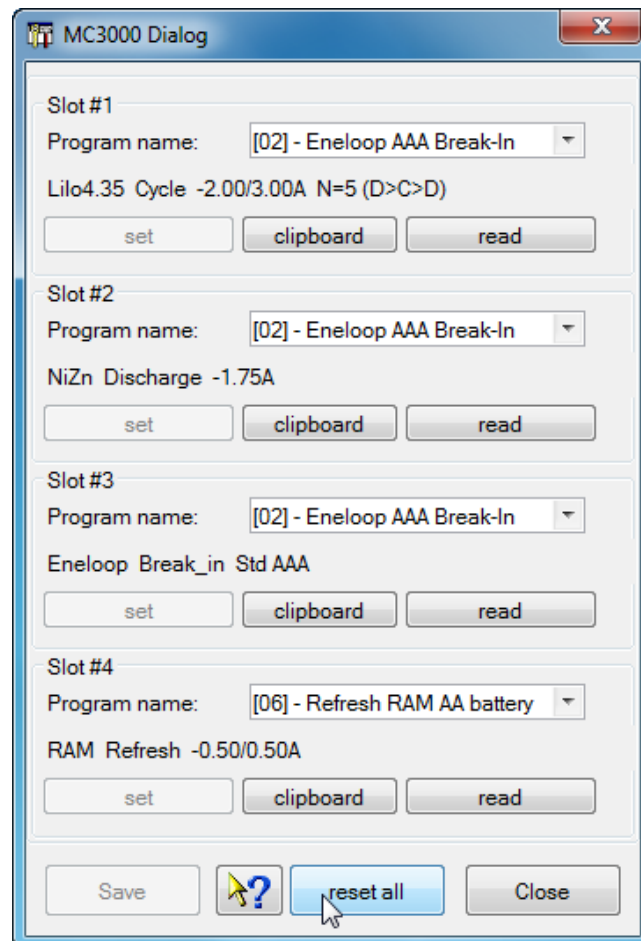 MC3000 Dialog
Slot #1
Program name: [02] - Eneloop AAA Break-In
LiIo4.35 Cycle -2.00/3.00A N=5 (D>C>D)
set clipboard read
Slot #2
Program name: [02] - Eneloop AAA Break-In
NiZn Discharge -1.75A
set clipboard read
Slot #3
Program name: [02] - Eneloop AAA Break-In
Eneloop Break_in Std AAA
set clipboard read
Slot #4
Program name: [06] - Refresh RAM AA battery
RAM Refresh -0.50/0.50A
set clipboard read
Save ? reset all Close